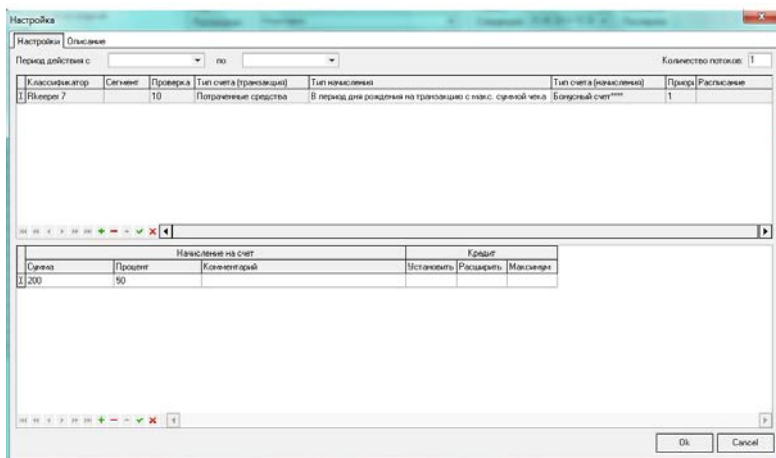 Настройка
Настройки Описание
Период действия с по Количество потоков: 1
Классификатор Сегмент Проверка Тип счета (транзакция) Тип начисления Тип счета (начисления) Приори Расписание
Rkeeper 7 10 Потраченные средства В период дня рождения на транзакцию с макс. суммой чека Бонусный счет**** 1
Начисление на счет Кредит
Сумма Процент Комментарий Установить Расширить Максимум
200 50
Ok Cancel